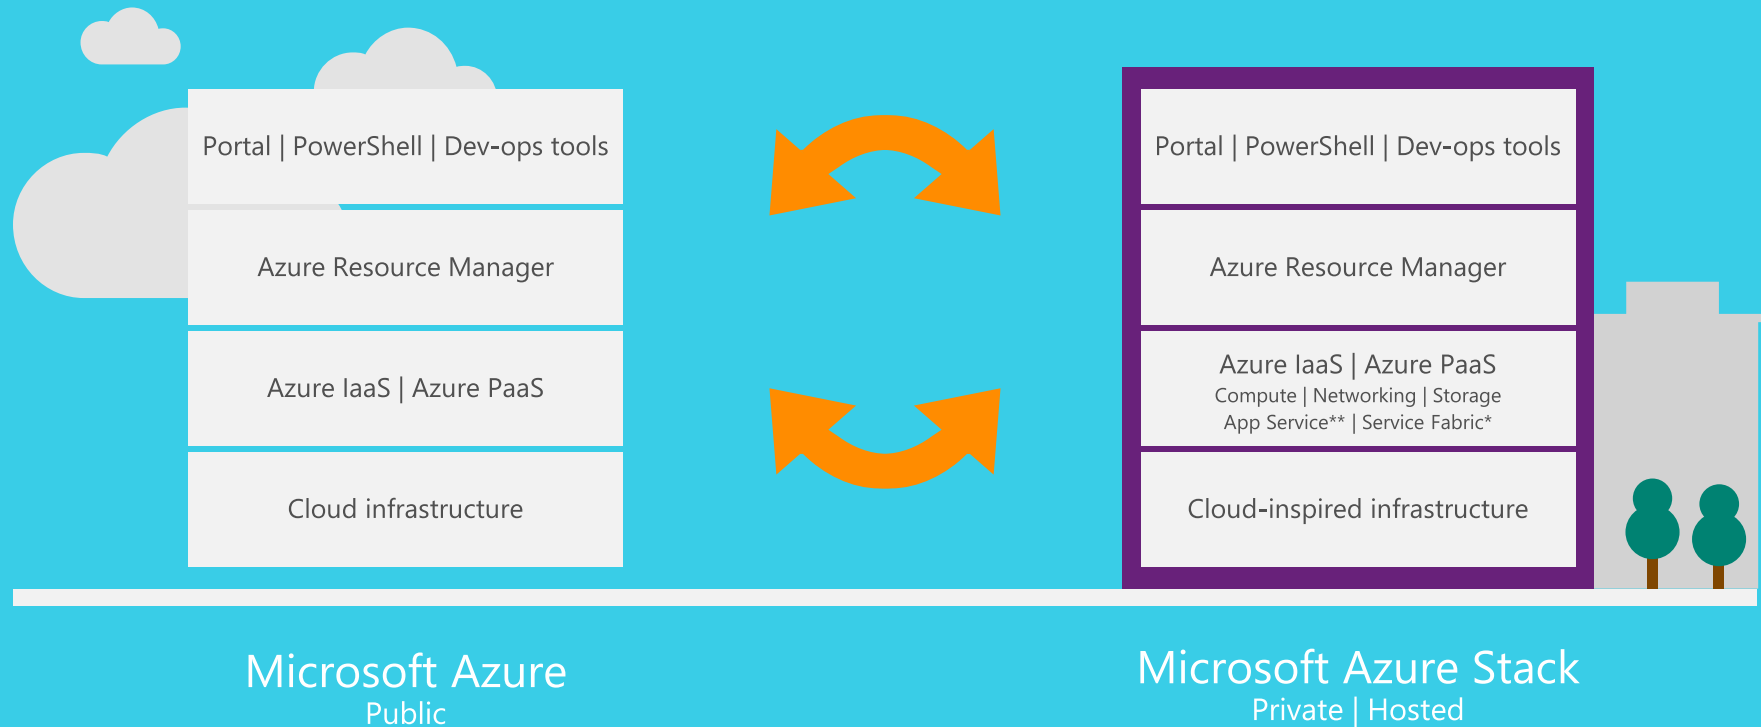 Portal | PowerShell | Dev-ops tools
Azure Resource Manager
Azure IaaS | Azure PaaS
Cloud infrastructure
Microsoft Azure
Public
Portal | PowerShell | Dev-ops tools
Azure Resource Manager
Azure IaaS | Azure PaaS
Compute | Networking | Storage
App Service** | Service Fabric*
Cloud-inspired infrastructure
Microsoft Azure Stack
Private | Hosted